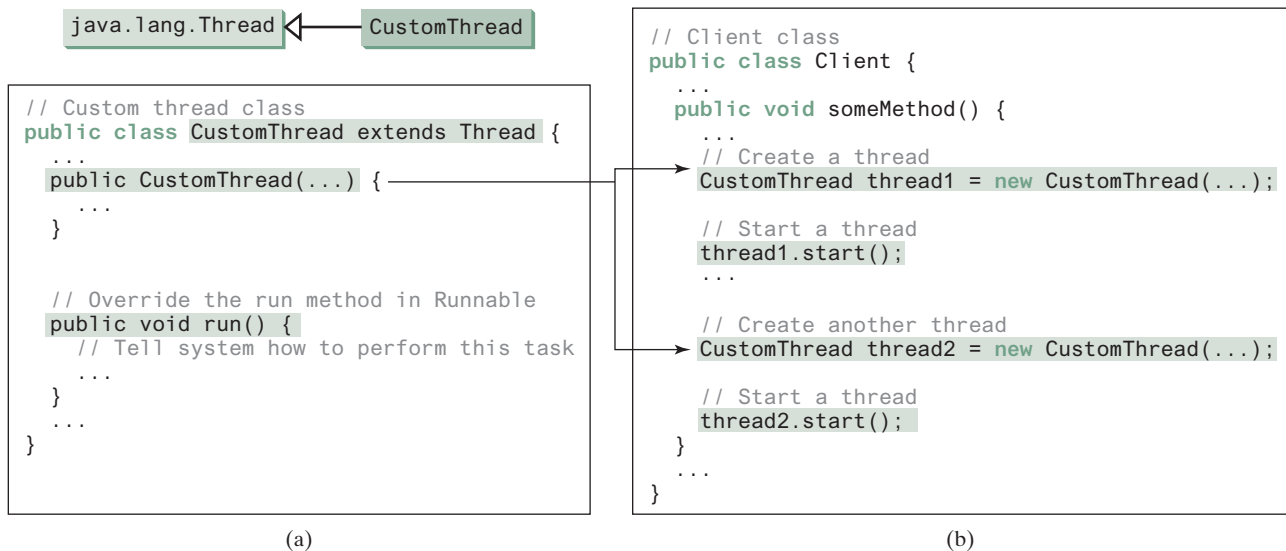 java.lang.Thread
CustomThread
// Custom thread class
public class CustomThread extends Thread {
...
public CustomThread(...) {
...
}
// Override the run method in Runnable
public void run() {
// Tell system how to perform this task
...
}
...
}
(a)
// Client class
public class Client {
...
public void someMethod() {
...
// Create a thread
CustomThread thread1 = new CustomThread(...);
// Start a thread
thread1.start();
...
// Create another thread
CustomThread thread2 = new CustomThread(...);
// Start a thread
thread2.start();
}
...
}
(b)